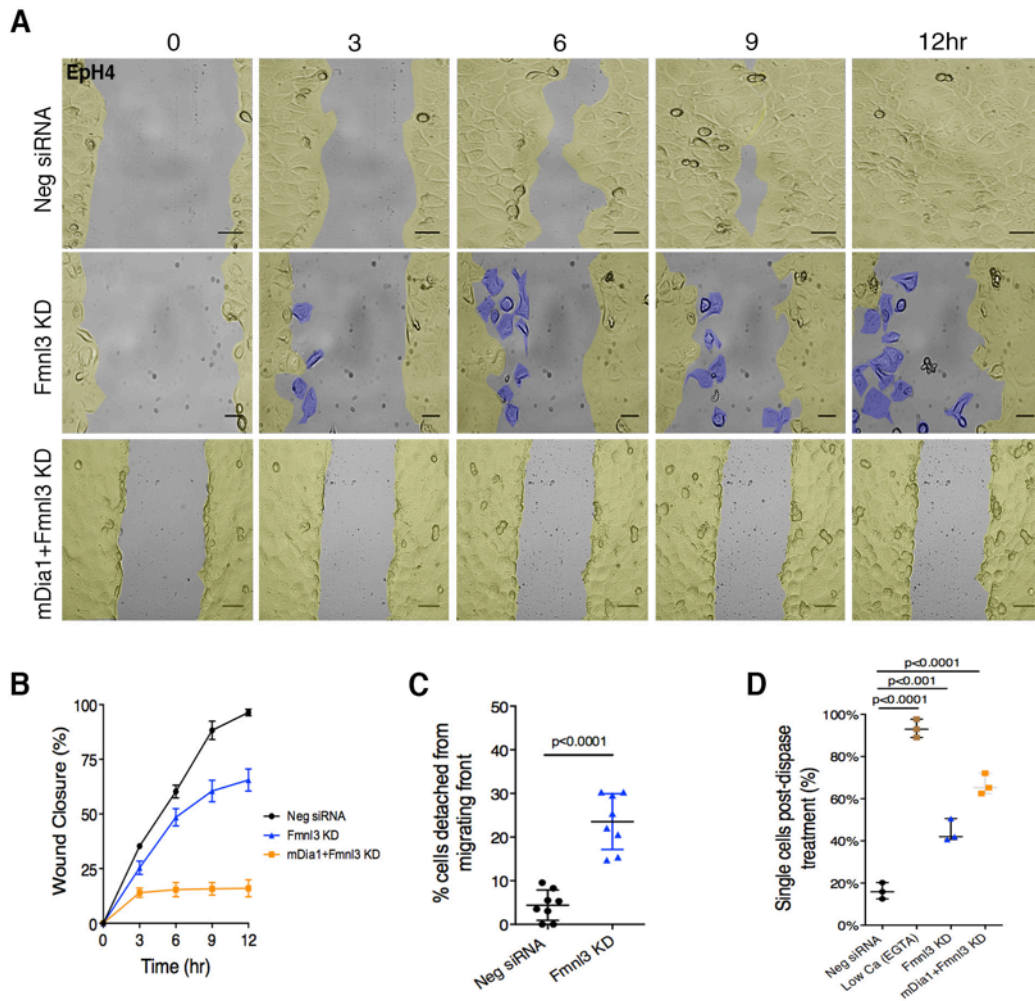 A
0 3 6 9 12hr
EpH4
Neg siRNA
Fmnl3 KD
mDia1+Fmnl3 KD
B
Wound Closure (%)
100
75
50
25
0
0 3 6 9 12
Time (hr)
Neg siRNA
Fmnl3 KD
mDia1+Fmnl3 KD
C
% cells detached from
migrating front
50
40
30
20
10
0
p<0.0001
Neg siRNA
Fmnl3 KD
D
Single cells post-dispase
treatment (%)
p<0.0001
p<0.001
p<0.0001
100%
80%
60%
40%
20%
0%
Neg siRNA
Low Ca (EGTA)
Fmnl3 KD
mDia1+Fmnl3 KD